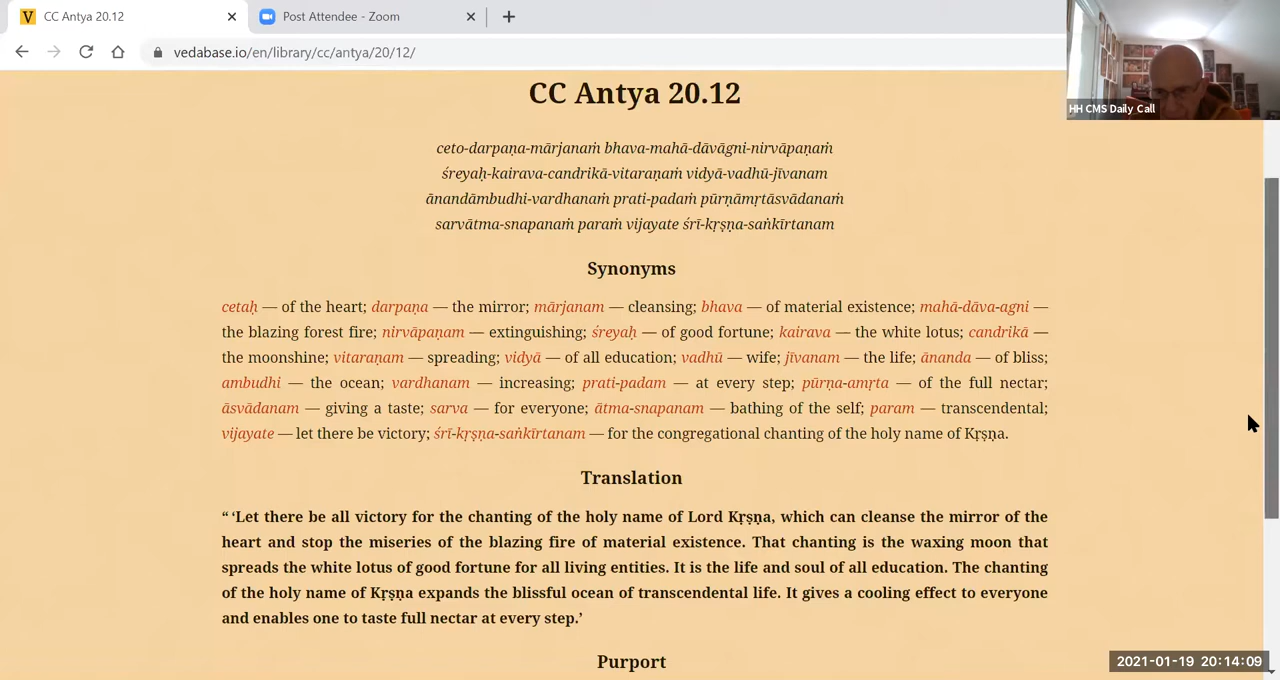 CC Antya 20.12
Post Attendee - Zoom
vedabase.io/en/library/cc/antya/20/12/
HH CMS Daily Call
CC Antya 20.12
ceto-darpaṇa-mārjanaṁ bhava-mahā-dāvāgni-nirvāpaṇaṁ
śreyaḥ-kairava-candrikā-vitaraṇaṁ vidyā-vadhū-jīvanam
ānandāmbudhi-vardhanaṁ prati-padaṁ pūrṇāmṛtāsvādanaṁ
sarvātma-snapanaṁ paraṁ vijayate śrī-kṛṣṇa-saṅkīrtanam
Synonyms
cetaḥ — of the heart; darpaṇa — the mirror; mārjanam — cleansing; bhava — of material existence; mahā-dāva-agni —
the blazing forest fire; nirvāpaṇam — extinguishing; śreyaḥ — of good fortune; kairava — the white lotus; candrikā —
the moonshine; vitaraṇam — spreading; vidyā — of all education; vadhū — wife; jīvanam — the life; ānanda — of bliss;
ambudhi — the ocean; vardhanam — increasing; prati-padam — at every step; pūrṇa-amṛta — of the full nectar;
āsvādanam — giving a taste; sarva — for everyone; ātma-snapanam — bathing of the self; param — transcendental;
vijayate — let there be victory; śrī-kṛṣṇa-saṅkīrtanam — for the congregational chanting of the holy name of Kṛṣṇa.
Translation
“ ‘Let there be all victory for the chanting of the holy name of Lord Kṛṣṇa, which can cleanse the mirror of the
heart and stop the miseries of the blazing fire of material existence. That chanting is the waxing moon that
spreads the white lotus of good fortune for all living entities. It is the life and soul of all education. The chanting
of the holy name of Kṛṣṇa expands the blissful ocean of transcendental life. It gives a cooling effect to everyone
and enables one to taste full nectar at every step.’
Purport
2021-01-19 20:14:09